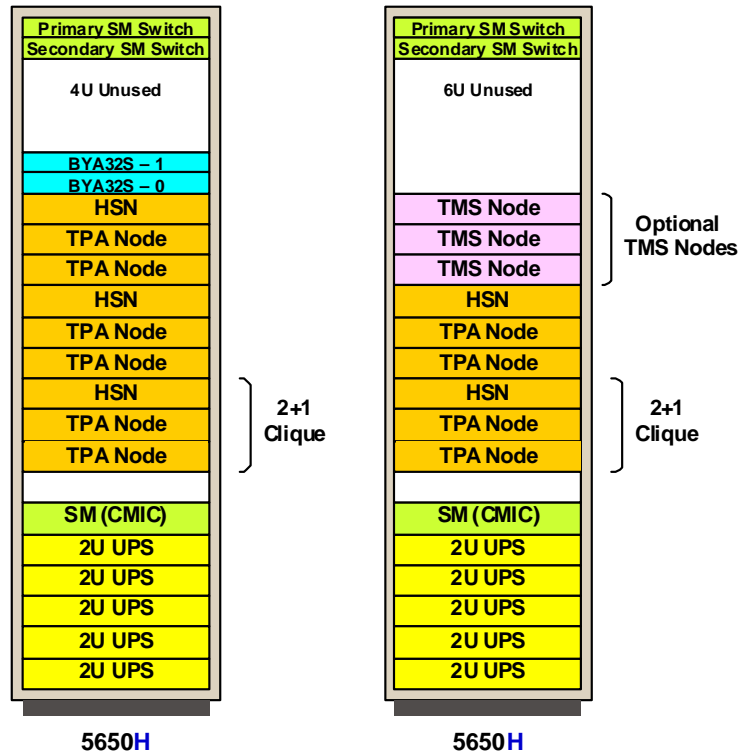 Primary SM Switch
Secondary SM Switch
4U Unused
BYA32S – 1
BYA32S – 0
HSN
TPA Node
TPA Node
HSN
TPA Node
TPA Node
HSN
TPA Node
TPA Node
SM (CMIC)
2U UPS
2U UPS
2U UPS
2U UPS
2U UPS
5650H
2+1
Clique
Primary SM Switch
Secondary SM Switch
6U Unused
TMS Node
TMS Node
TMS Node
HSN
TPA Node
TPA Node
HSN
TPA Node
TPA Node
SM (CMIC)
2U UPS
2U UPS
2U UPS
2U UPS
2U UPS
5650H
Optional
TMS Nodes
2+1
Clique